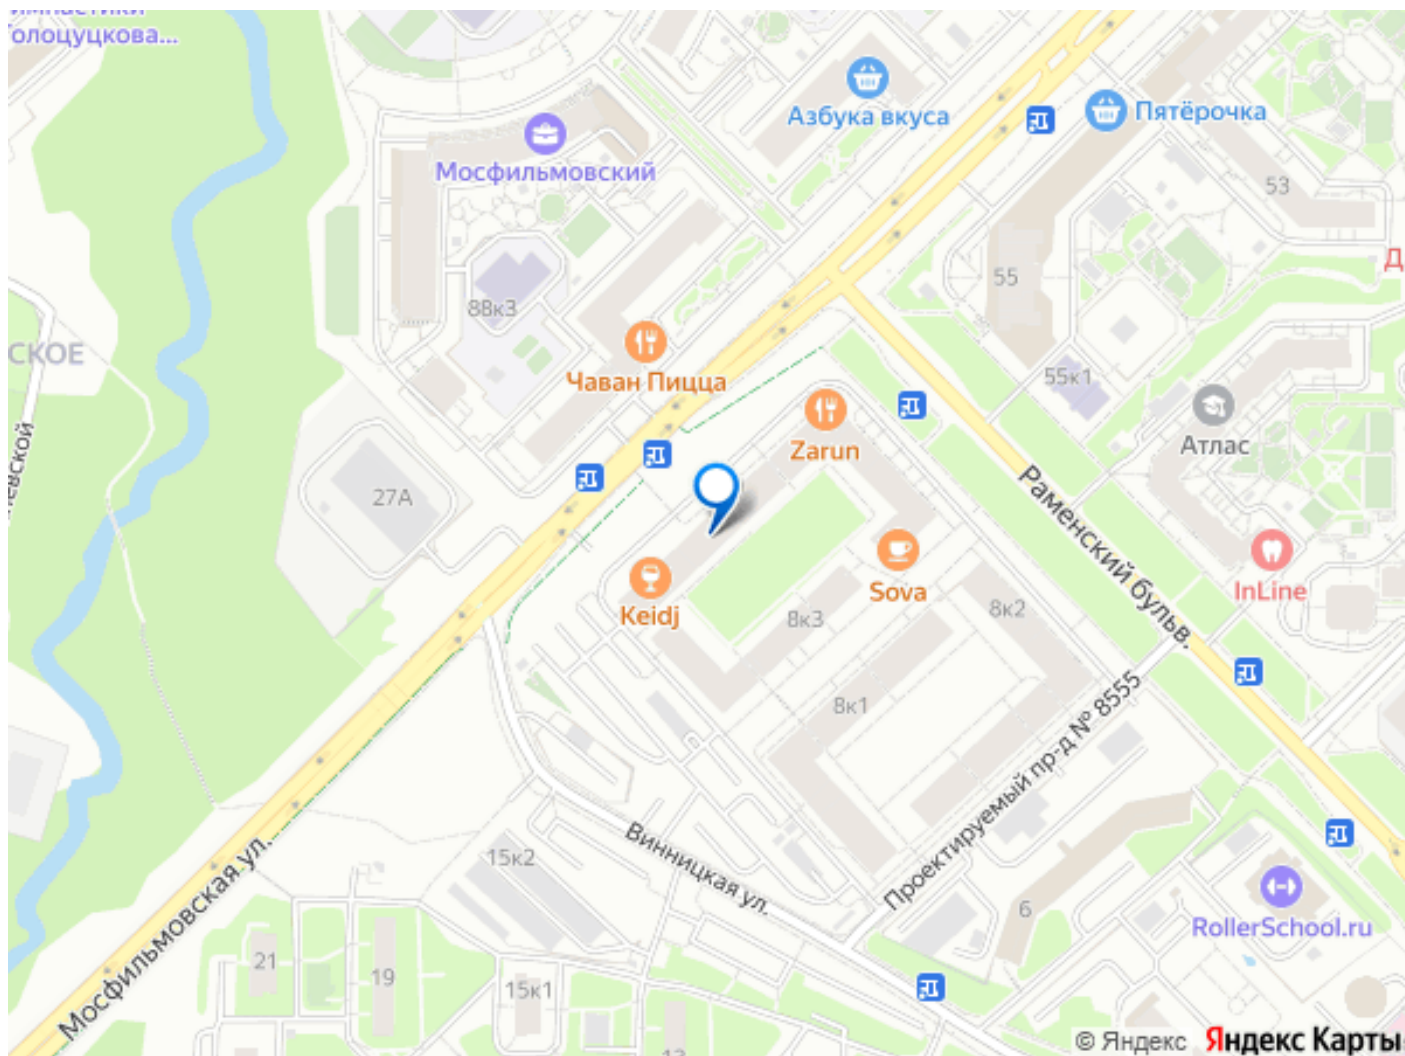 олоцуцкова...
Азбука вкуса
Пятёрочка
Мосфильмовский
53
55
88к3
СКОЕ
Чаван Пицца
55к1
Атлас
Zarun
27А
Раменский бульв.
InLine
Sova
Keidj
8к3
8к2
8к1
Проектируемый пр-д № 8555
Винницкая ул.
15к2
Мосфильмовская ул.
6
RollerSchool.ru
21
19
15к1
13
© Яндекс Яндекс Карты